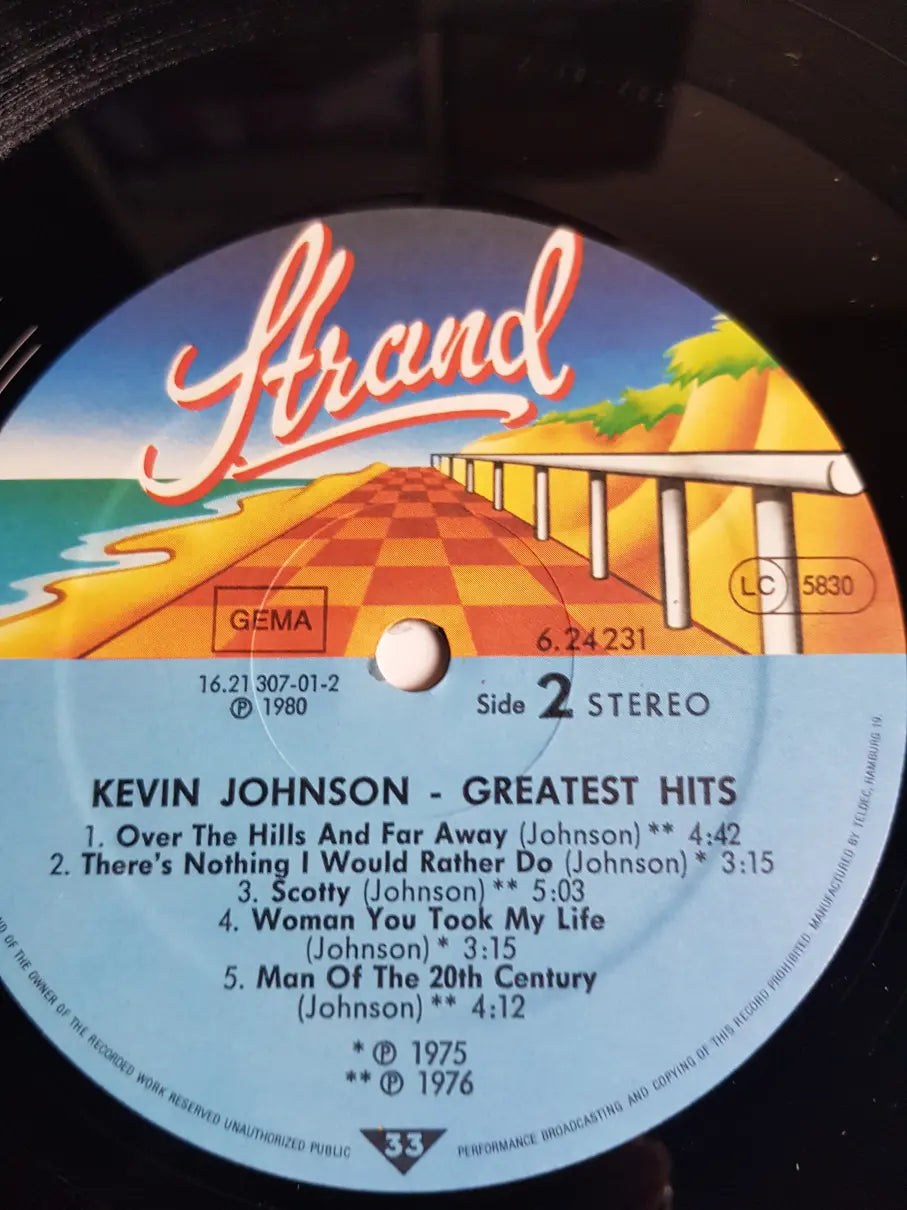 Strand
GEMA
LC 5830
6.24231
16.21307-01-2
℗ 1980
Side 2 STEREO
KEVIN JOHNSON - GREATEST HITS
1. Over The Hills And Far Away (Johnson) ** 4:42
2. There's Nothing I Would Rather Do (Johnson) * 3:15
3. Scotty (Johnson) ** 5:03
4. Woman You Took My Life
(Johnson) * 3:15
5. Man Of The 20th Century
(Johnson) ** 4:12
* ℗ 1975
** ℗ 1976
33
OF THE OWNER OF THE RECORDED WORK RESERVED UNAUTHORIZED PUBLIC PERFORMANCE BROADCASTING AND COPYING OF THIS RECORD PROHIBITED. MANUFACTURED BY TELDEC, HAMBURG 19.